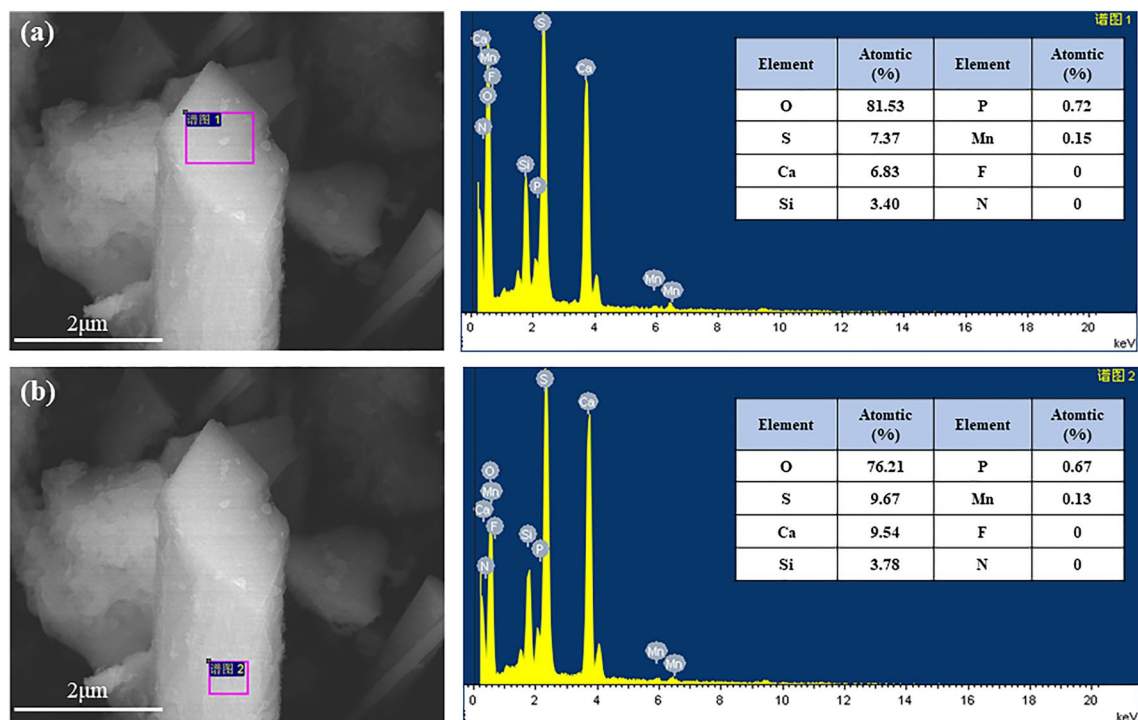 (a)
谱图 1
2μm
谱图 1
S
Ca
Mn
F
O
N
Ca
Si
P
Mn
Mn
Element Atomtic (%) Element Atomtic (%)
O 81.53 P 0.72
S 7.37 Mn 0.15
Ca 6.83 F 0
Si 3.40 N 0
0 2 4 6 8 10 12 14 16 18 20
keV
(b)
谱图 2
2μm
谱图 2
S
Ca
O
Mn
Ca
F
Si
P
N
Mn
Mn
Element Atomtic (%) Element Atomtic (%)
O 76.21 P 0.67
S 9.67 Mn 0.13
Ca 9.54 F 0
Si 3.78 N 0
0 2 4 6 8 10 12 14 16 18 20
keV